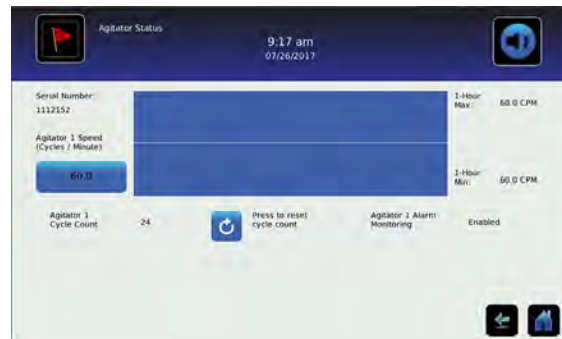 Agitator Status
9:17 am
07/26/2017
Serial Number:
1112152
1-Hour
Max:
60.0 CPM
Agitator 1 Speed
(Cycles / Minute)
60.0
1-Hour
Min:
60.0 CPM
Agitator 1
Cycle Count
24
Press to reset
cycle count
Agitator 1 Alarm
Monitoring
Enabled